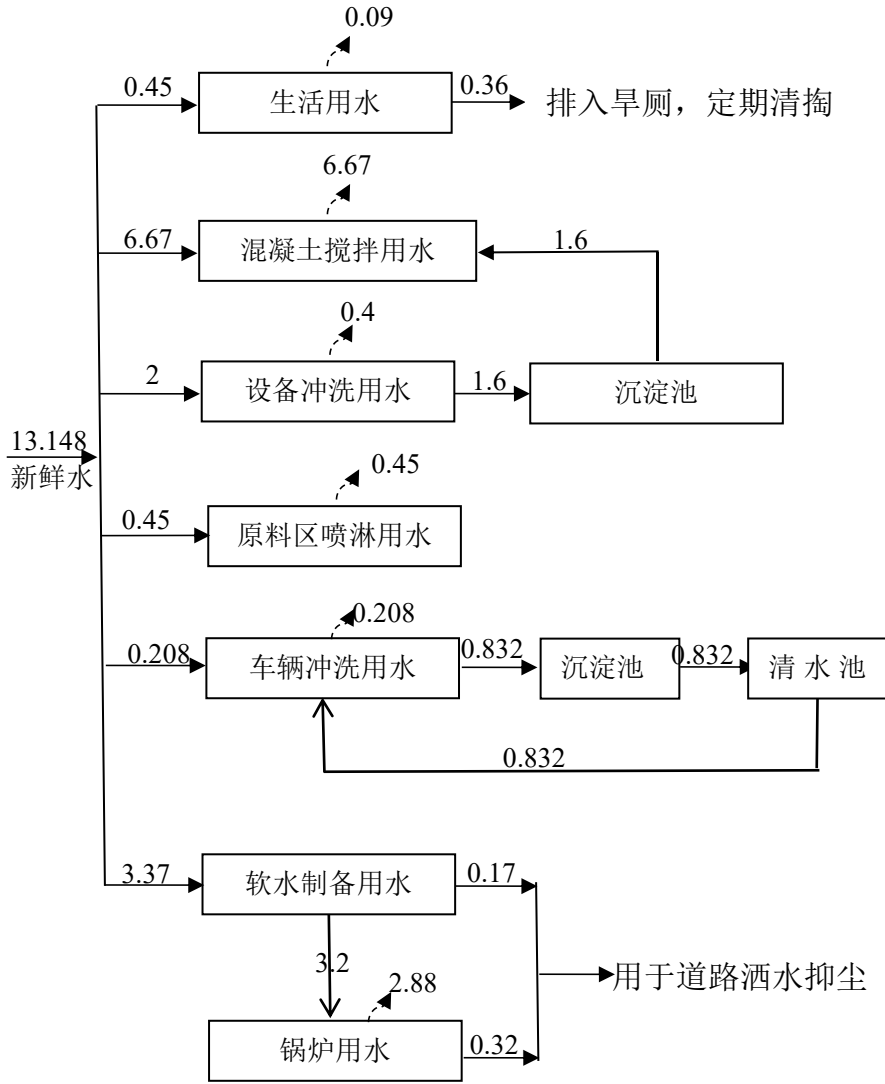 0.09
0.45
生活用水
0.36
排入旱厕，定期清掏
6.67
6.67
混凝土搅拌用水
1.6
0.4
2
设备冲洗用水
1.6
沉淀池
13.148
新鲜水
0.45
0.45
原料区喷淋用水
0.208
0.208
车辆冲洗用水
0.832
沉淀池
0.832
清水池
0.832
3.37
软水制备用水
0.17
3.2
用于道路洒水抑尘
2.88
锅炉用水
0.32